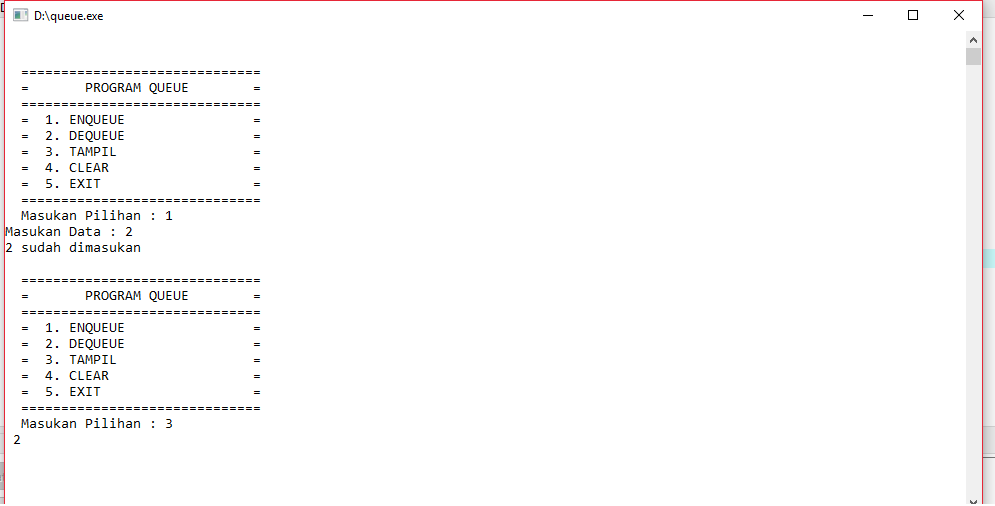 D:\queue.exe
==============================
=       PROGRAM QUEUE        =
==============================
=  1. ENQUEUE                =
=  2. DEQUEUE                =
=  3. TAMPIL                 =
=  4. CLEAR                  =
=  5. EXIT                   =
==============================
Masukan Pilihan : 1
Masukan Data : 2
2 sudah dimasukan
==============================
=       PROGRAM QUEUE        =
==============================
=  1. ENQUEUE                =
=  2. DEQUEUE                =
=  3. TAMPIL                 =
=  4. CLEAR                  =
=  5. EXIT                   =
==============================
Masukan Pilihan : 3
2